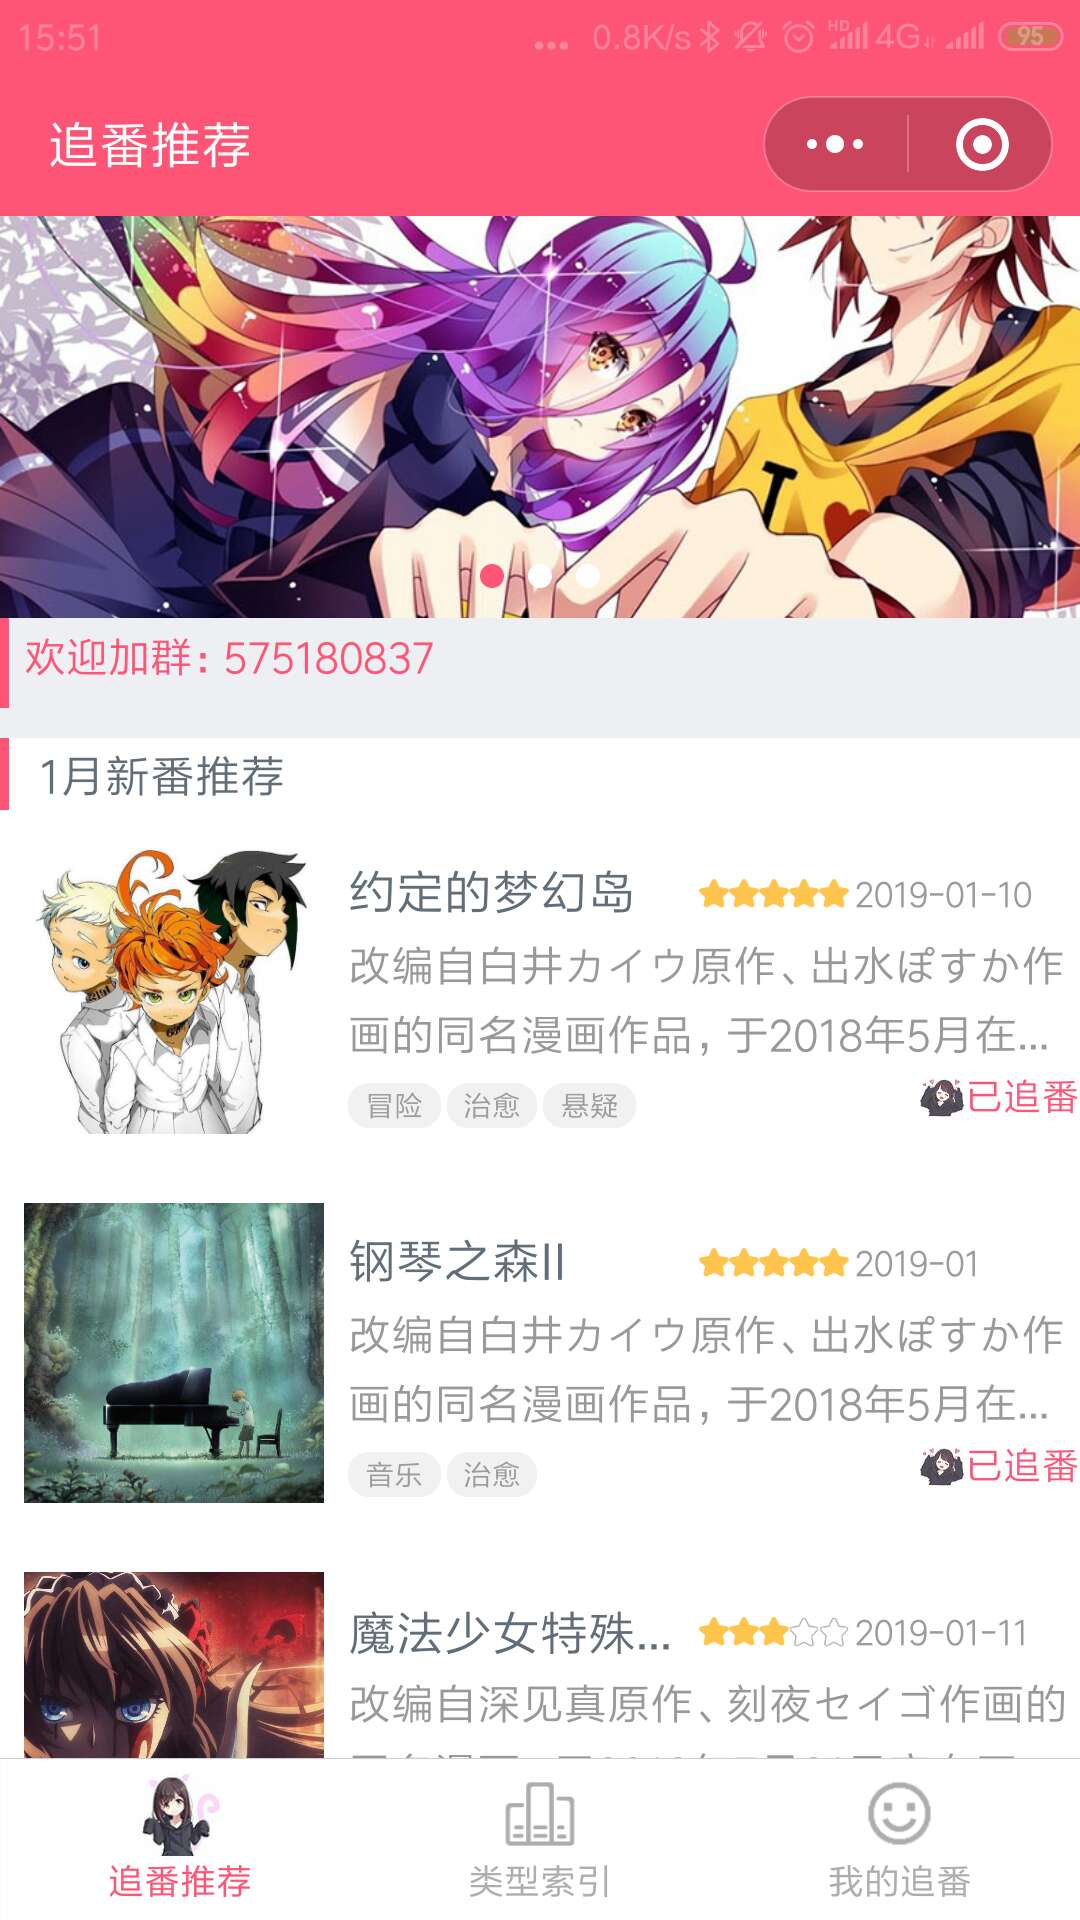 15:51
0.8K/s HD 4G 95
追番推荐
T
欢迎加群：575180837
1月新番推荐
约定的梦幻岛 2019-01-10
改编自白井カイウ原作、出水ぽすか作
画的同名漫画作品，于2018年5月在...
冒险 治愈 悬疑
已追番
钢琴之森II 2019-01
改编自白井カイウ原作、出水ぽすか作
画的同名漫画作品，于2018年5月在...
音乐 治愈
已追番
魔法少女特殊... 2019-01-11
改编自深见真原作、刻夜セイゴ作画的
追番推荐 类型索引 我的追番